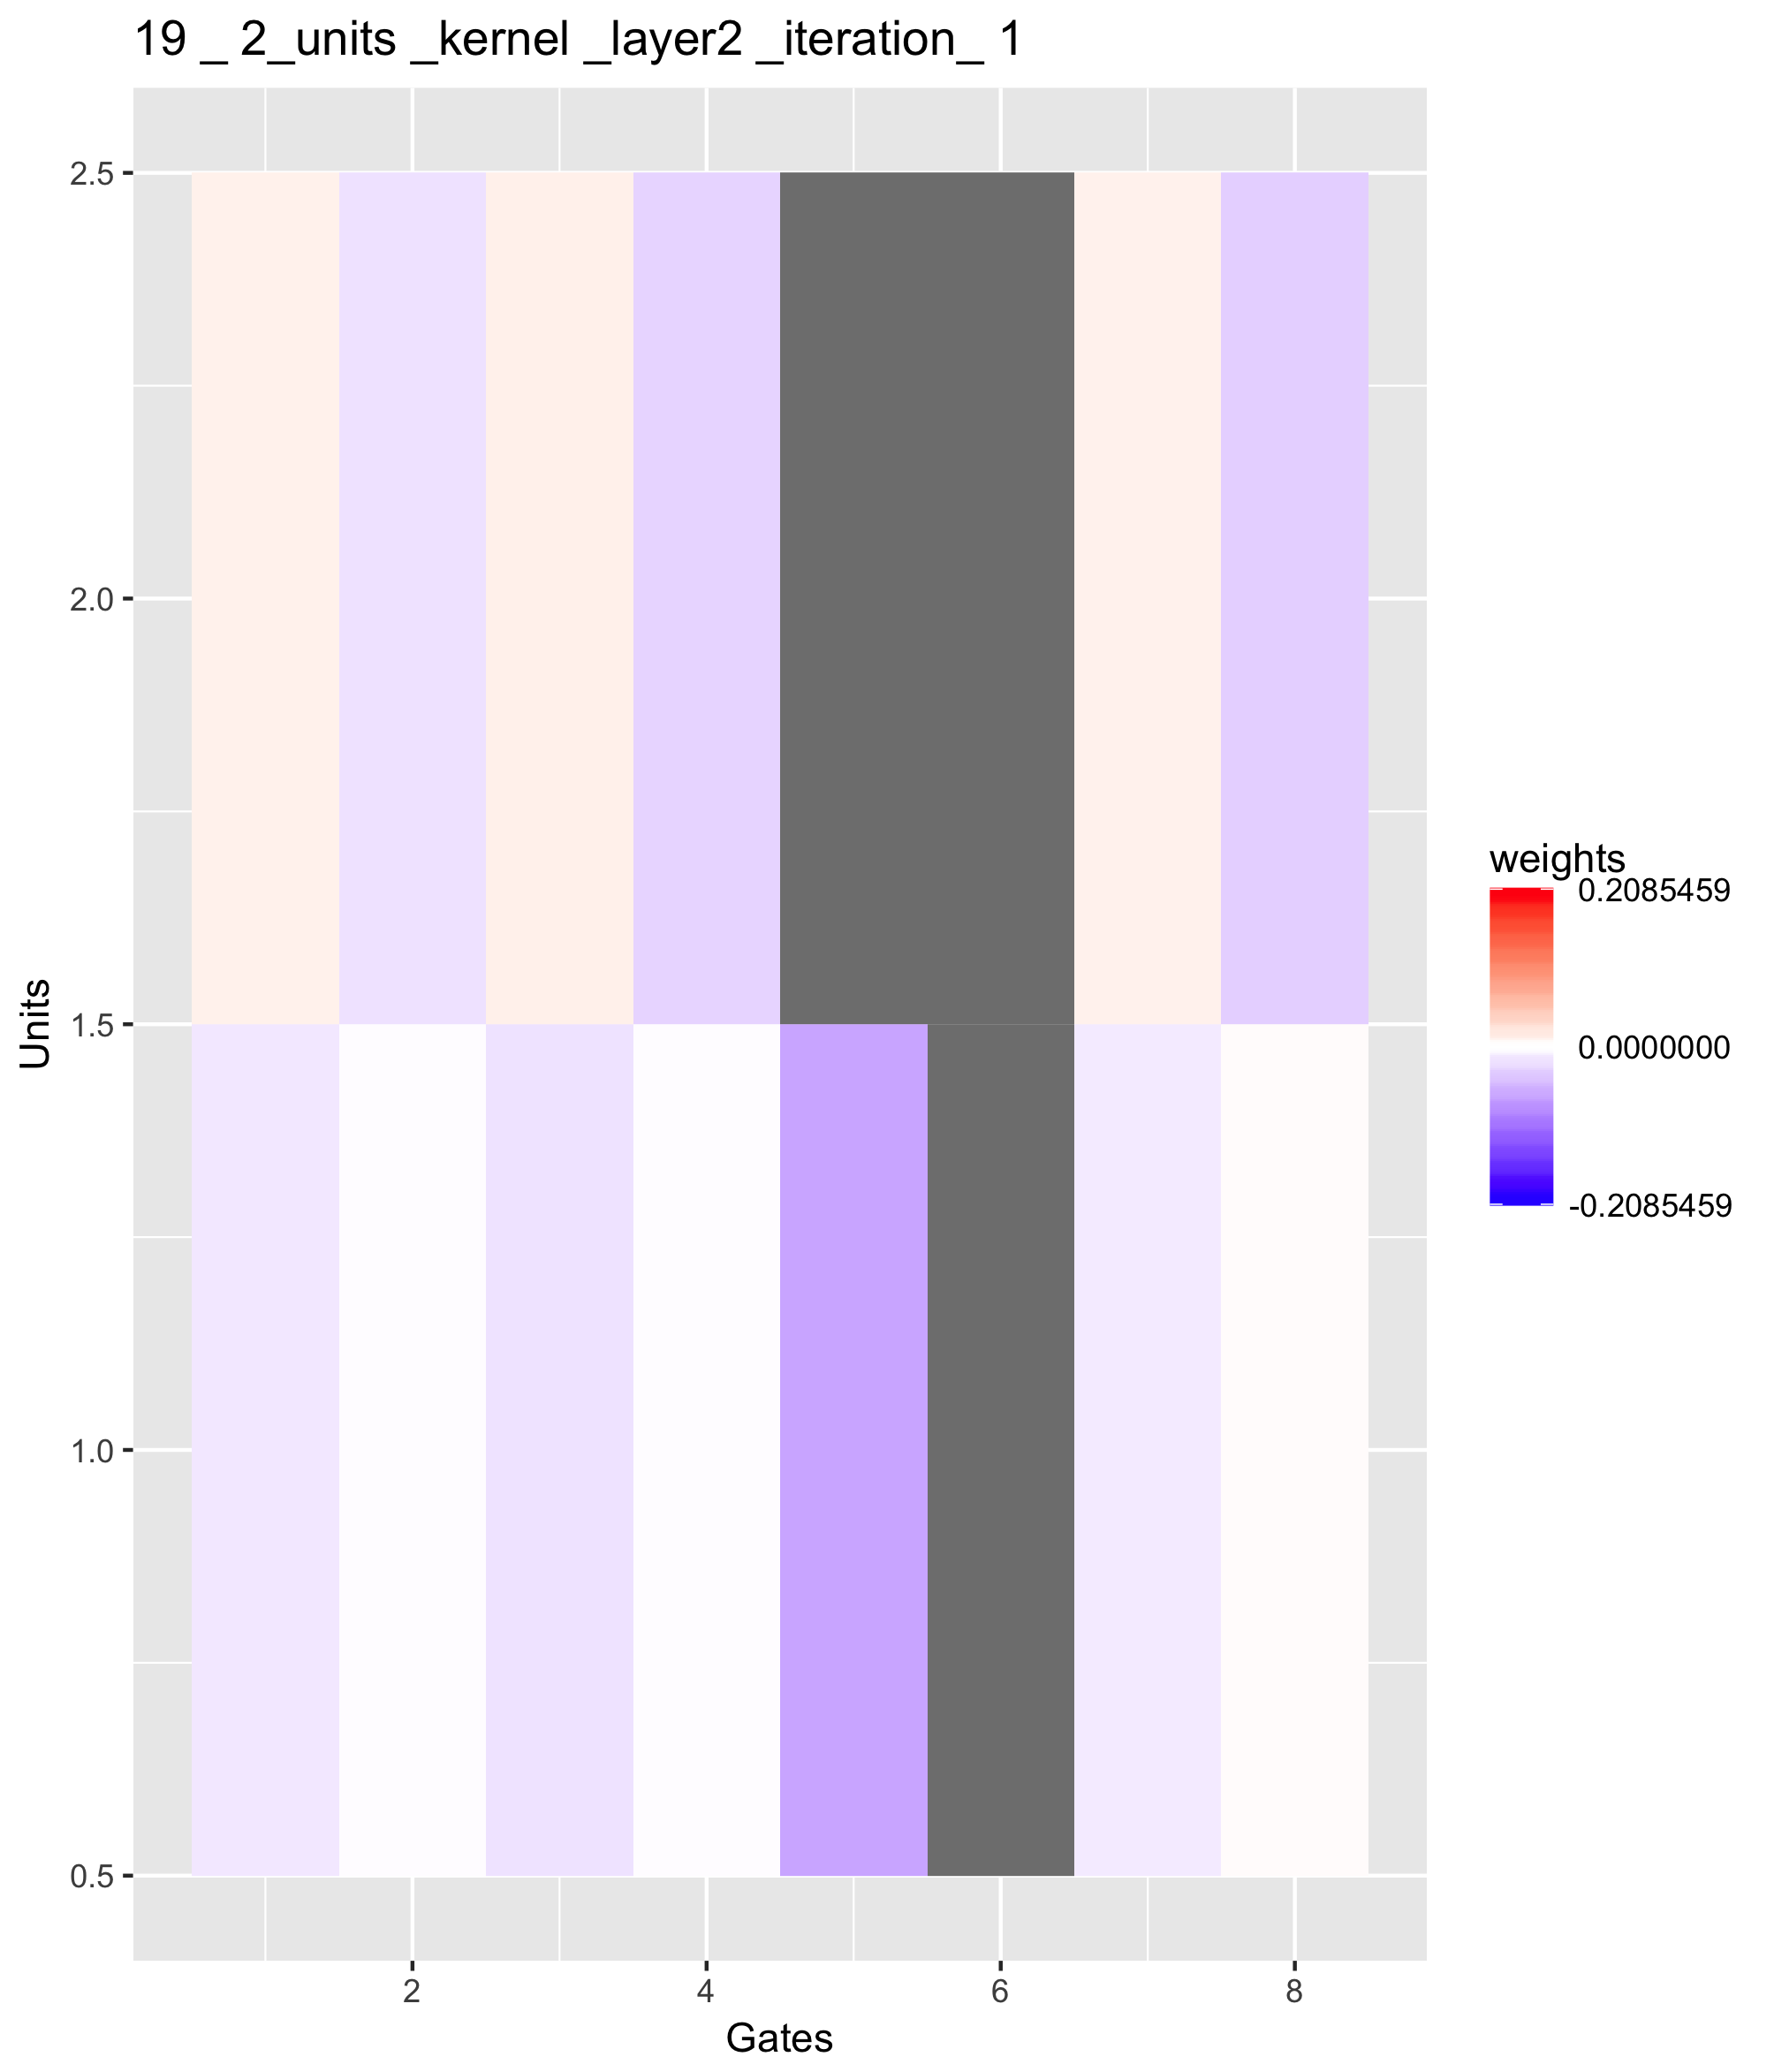 19 _ 2_units _kernel _layer2 _iteration_ 1
2.5
2.0
1.5
1.0
0.5
Units
2 4 6 8
Gates
weights
0.2085459
0.0000000
-0.2085459